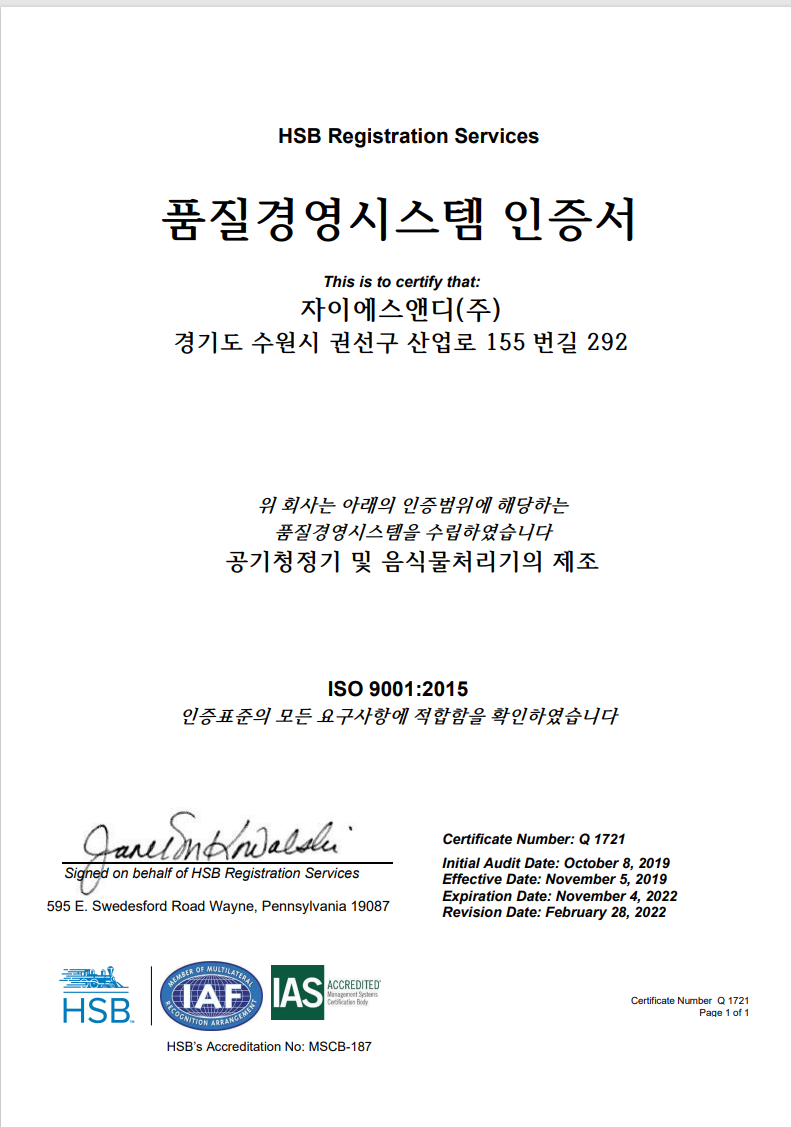 HSB Registration Services
품질경영시스템 인증서
This is to certify that:
자이에스앤디(주)
경기도 수원시 권선구 산업로 155 번길 292
위 회사는 아래의 인증범위에 해당하는
품질경영시스템을 수립하였습니다
공기청정기 및 음식물처리기의 제조
ISO 9001:2015
인증표준의 모든 요구사항에 적합함을 확인하였습니다
Signed on behalf of HSB Registration Services
595 E. Swedesford Road Wayne, Pennsylvania 19087
Certificate Number: Q 1721
Initial Audit Date: October 8, 2019
Effective Date: November 5, 2019
Expiration Date: November 4, 2022
Revision Date: February 28, 2022
HSB™
MEMBER OF MULTILATERAL
IAF
RECOGNITION ARRANGEMENT
IAS
ACCREDITED
Management Systems
Certification Body
HSB's Accreditation No: MSCB-187
Certificate Number Q 1721
Page 1 of 1